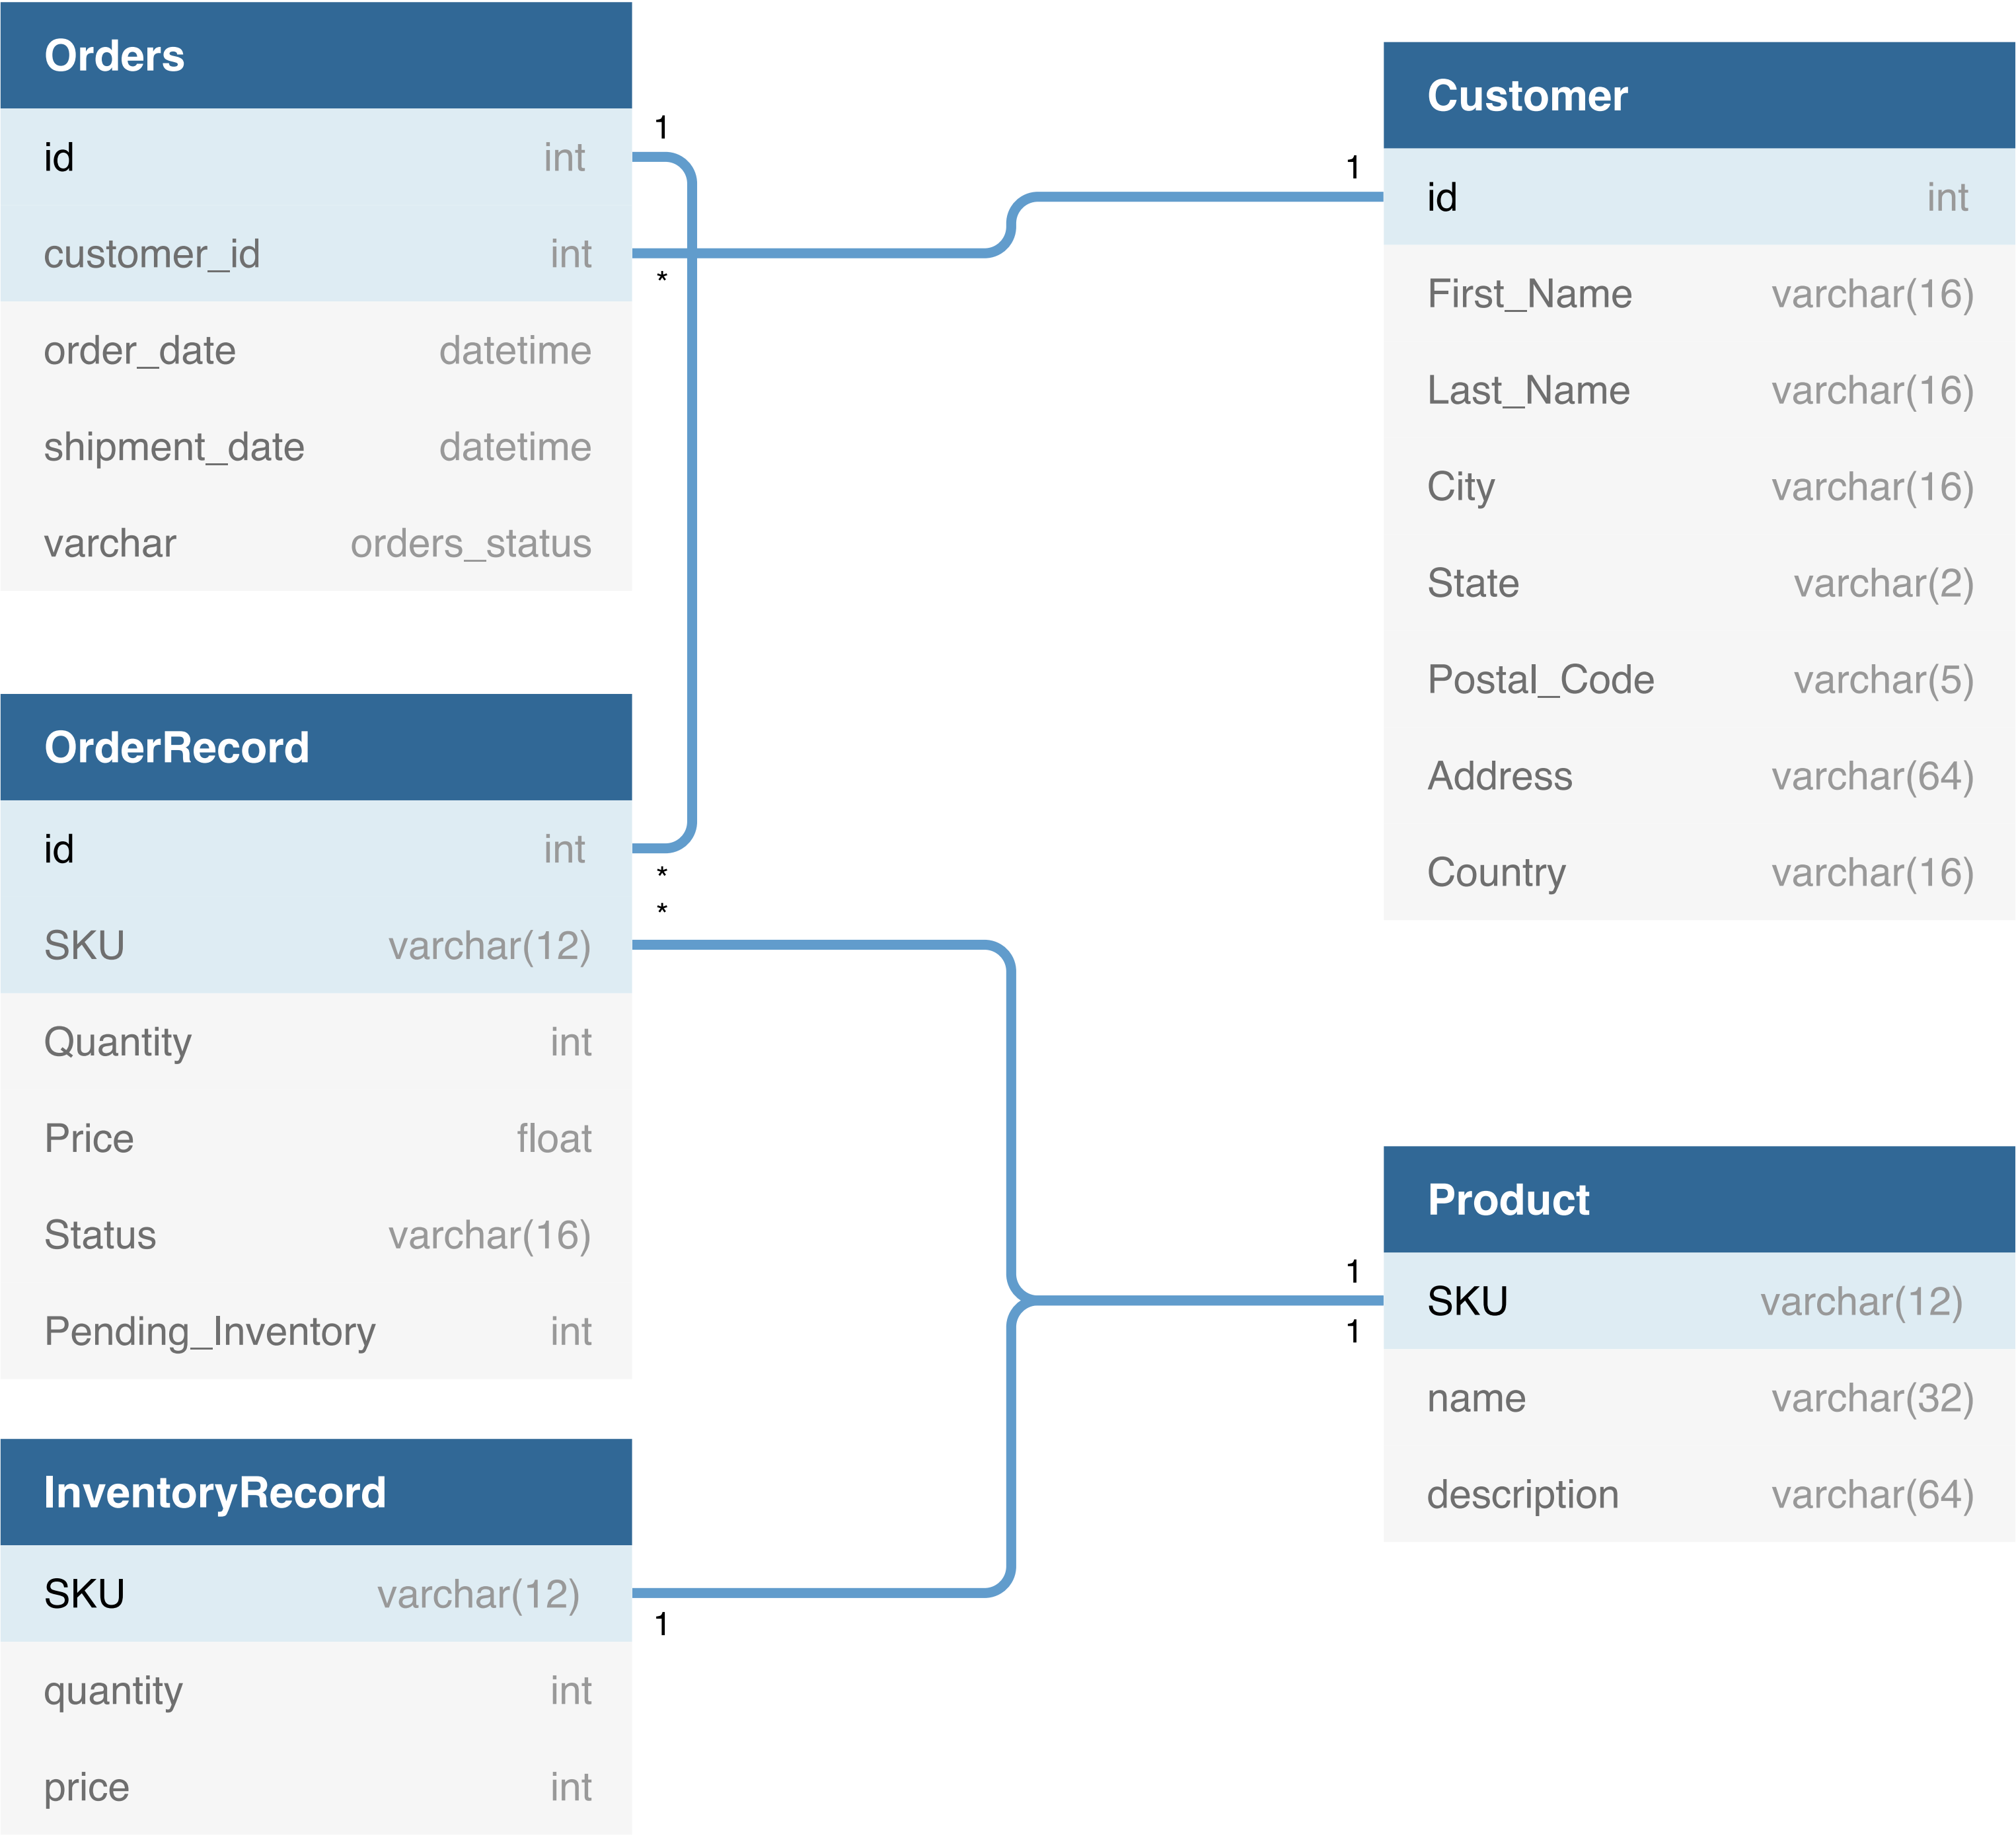 Orders
id int
customer_id int
order_date datetime
shipment_date datetime
varchar orders_status
1
*
1
Customer
id int
First_Name varchar(16)
Last_Name varchar(16)
City varchar(16)
State varchar(2)
Postal_Code varchar(5)
Address varchar(64)
Country varchar(16)
OrderRecord
id int
SKU varchar(12)
Quantity int
Price float
Status varchar(16)
Pending_Inventory int
*
*
1
1
Product
SKU varchar(12)
name varchar(32)
description varchar(64)
InventoryRecord
SKU varchar(12)
quantity int
price int
1